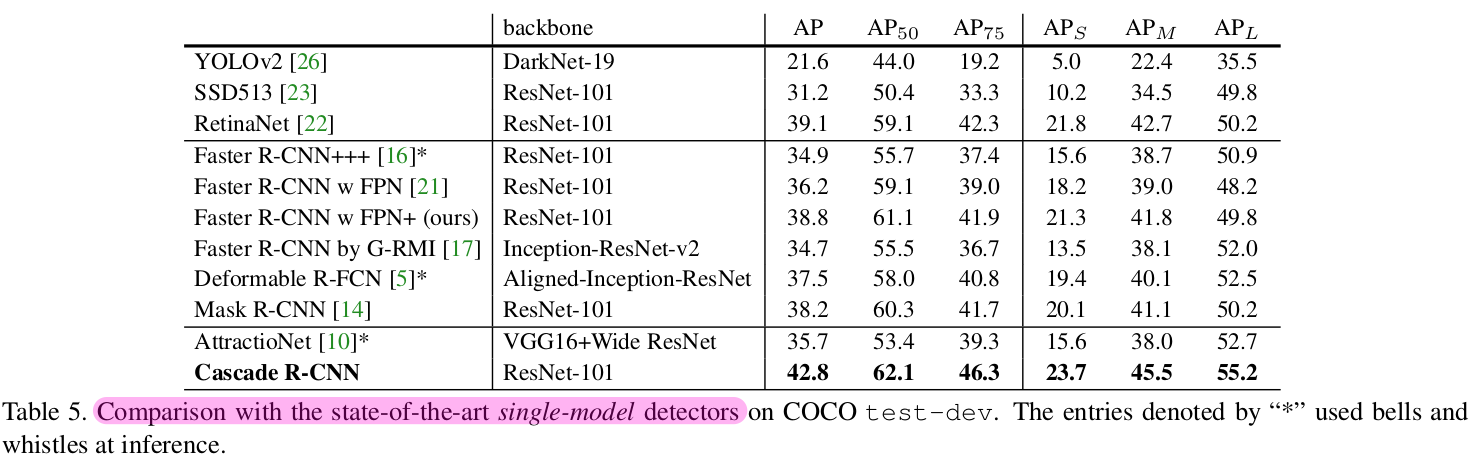 backbone AP AP50 AP75 APS APM APL
YOLOv2 [26] DarkNet-19 21.6 44.0 19.2 5.0 22.4 35.5
SSD513 [23] ResNet-101 31.2 50.4 33.3 10.2 34.5 49.8
RetinaNet [22] ResNet-101 39.1 59.1 42.3 21.8 42.7 50.2
Faster R-CNN+++ [16]* ResNet-101 34.9 55.7 37.4 15.6 38.7 50.9
Faster R-CNN w FPN [21] ResNet-101 36.2 59.1 39.0 18.2 39.0 48.2
Faster R-CNN w FPN+ (ours) ResNet-101 38.8 61.1 41.9 21.3 41.8 49.8
Faster R-CNN by G-RMI [17] Inception-ResNet-v2 34.7 55.5 36.7 13.5 38.1 52.0
Deformable R-FCN [5]* Aligned-Inception-ResNet 37.5 58.0 40.8 19.4 40.1 52.5
Mask R-CNN [14] ResNet-101 38.2 60.3 41.7 20.1 41.1 50.2
AttractioNet [10]* VGG16+Wide ResNet 35.7 53.4 39.3 15.6 38.0 52.7
Cascade R-CNN ResNet-101 42.8 62.1 46.3 23.7 45.5 55.2
Table 5. Comparison with the state-of-the-art single-model detectors on COCO test-dev. The entries denoted by “*” used bells and
whistles at inference.